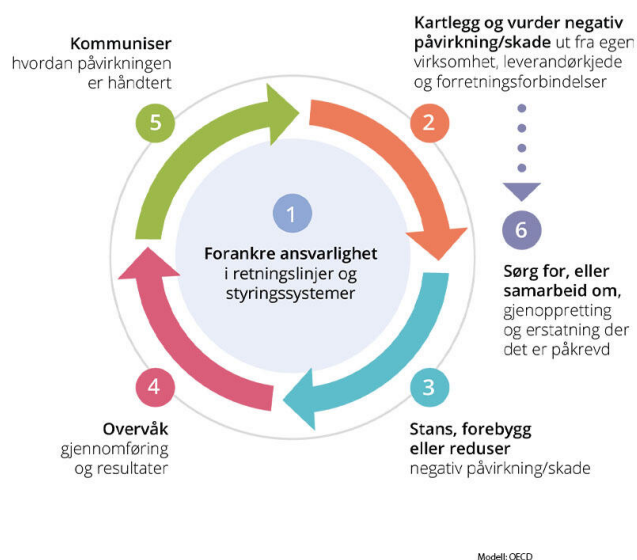 1
Forankre ansvarlighet
i retningslinjer og
styringssystemer
Kartlegg og vurder negativ
påvirkning/skade ut fra egen
virksomhet, leverandørkjede
og forretningsforbindelser
2
3
Stans, forebygg
eller reduser
negativ påvirkning/skade
4
Overvåk
gjennomføring
og resultater
Kommuniser
hvordan påvirkningen
er håndtert
5
6
Sørg for, eller
samarbeid om,
gjenoppretting
og erstatning der
det er påkrevd
Modell: OECD